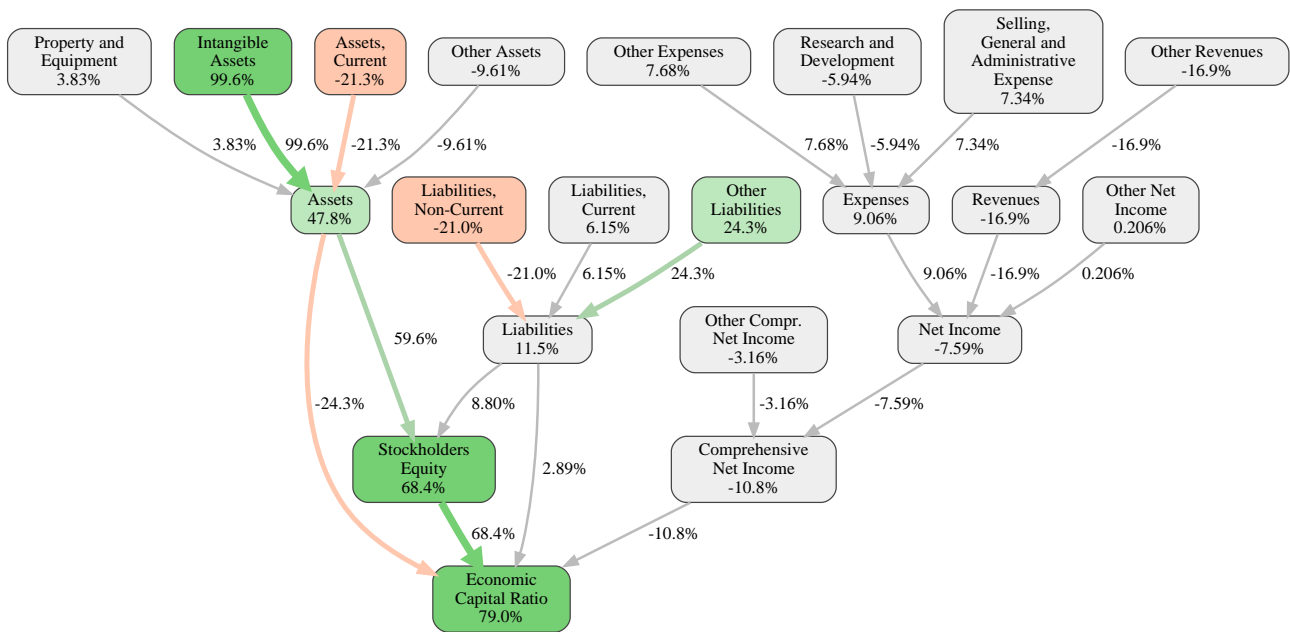 Property and
Equipment
3.83%
Intangible
Assets
99.6%
Assets,
Current
-21.3%
Other Assets
-9.61%
Other Expenses
7.68%
Research and
Development
-5.94%
Selling,
General and
Administrative
Expense
7.34%
Other Revenues
-16.9%
3.83%
99.6%
-21.3%
-9.61%
7.68%
-5.94%
7.34%
-16.9%
Assets
47.8%
Liabilities,
Non-Current
-21.0%
Liabilities,
Current
6.15%
Other
Liabilities
24.3%
Expenses
9.06%
Revenues
-16.9%
Other Net
Income
0.206%
-21.0%
6.15%
24.3%
9.06%
-16.9%
0.206%
59.6%
Liabilities
11.5%
Other Compr.
Net Income
-3.16%
Net Income
-7.59%
-24.3%
8.80%
-3.16%
-7.59%
Stockholders
Equity
68.4%
2.89%
Comprehensive
Net Income
-10.8%
68.4%
-10.8%
Economic
Capital Ratio
79.0%